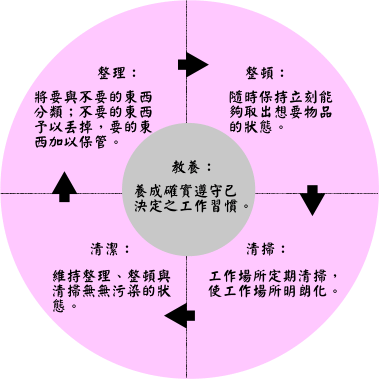 整理：
將要與不要的東西
分類；不要的東西
予以丟掉，要的東
西加以保管。
整頓：
隨時保持立刻能
夠取出想要物品
的狀態。
教養：
養成確實遵守已
決定之工作習慣。
清潔：
維持整理、整頓與
清掃無無污染的狀
態。
清掃：
工作場所定期清掃，
使工作場所明朗化。